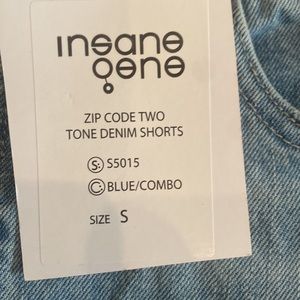 insane
gene
ZIP CODE TWO
TONE DENIM SHORTS
S: S5015
C: BLUE/COMBO
SIZE S